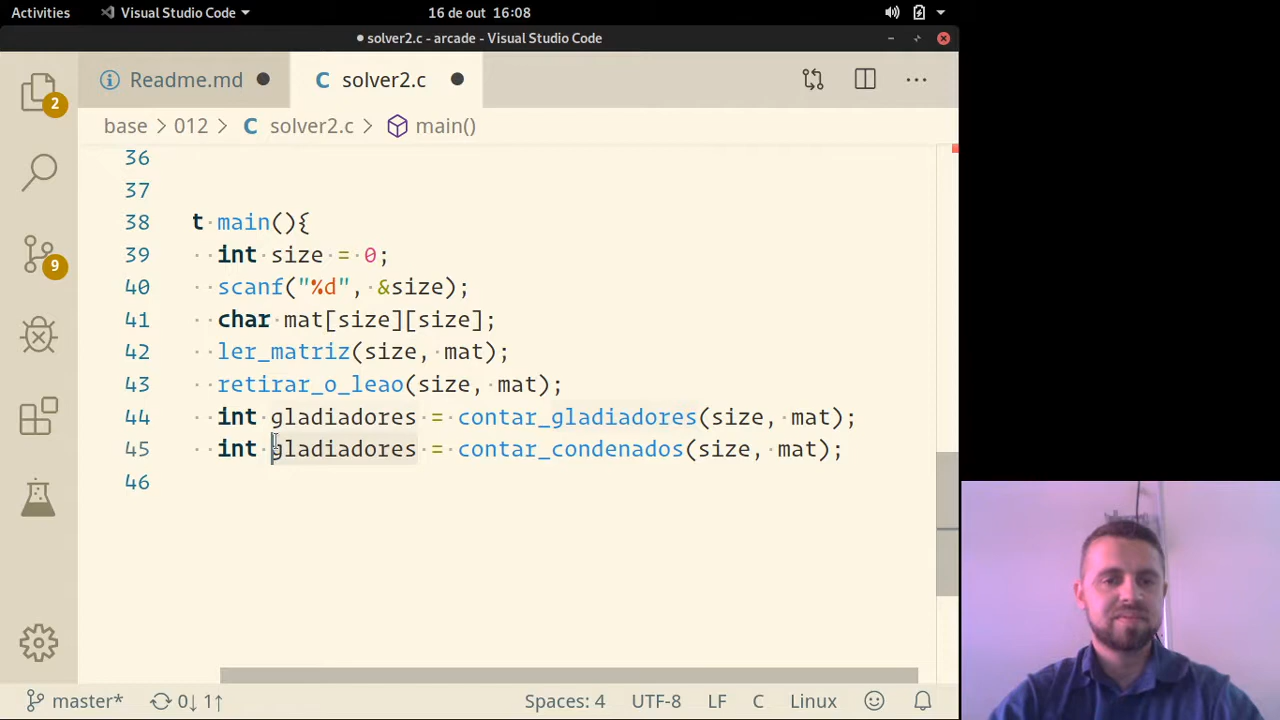 Activities Visual Studio Code 16 de out 16:08
● solver2.c - arcade - Visual Studio Code
Readme.md solver2.c
base > 012 > C solver2.c > main()
36
37
38 t main(){
39 int size = 0;
40 scanf("%d", &size);
41 char mat[size][size];
42 ler_matriz(size, mat);
43 retirar_o_leao(size, mat);
44 int gladiadores = contar_gladiadores(size, mat);
45 int gladiadores = contar_condenados(size, mat);
46
2
9
master* 0↓ 1↑ Spaces: 4 UTF-8 LF C Linux